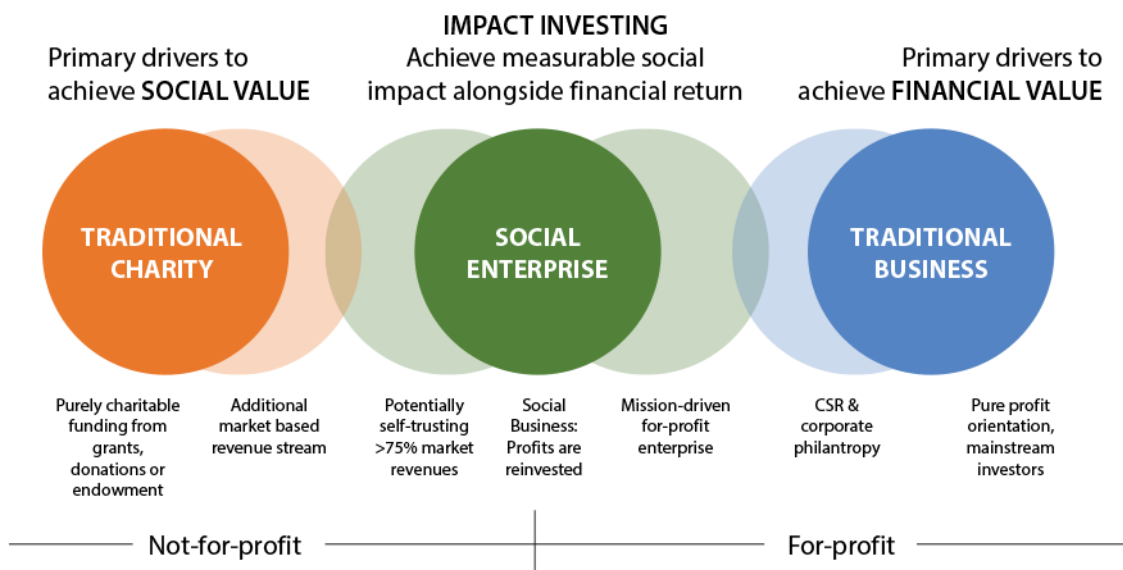 IMPACT INVESTING
Achieve measurable social
impact alongside financial return
Primary drivers to
achieve SOCIAL VALUE
Primary drivers to
achieve FINANCIAL VALUE
TRADITIONAL
CHARITY
SOCIAL
ENTERPRISE
TRADITIONAL
BUSINESS
Purely charitable
funding from
grants,
donations or
endowment
Additional
market based
revenue stream
Potentially
self-trusting
>75% market
revenues
Social
Business:
Profits are
reinvested
Mission-driven
for-profit
enterprise
CSR &
corporate
philantropy
Pure profit
orientation,
mainstream
investors
Not-for-profit
For-profit